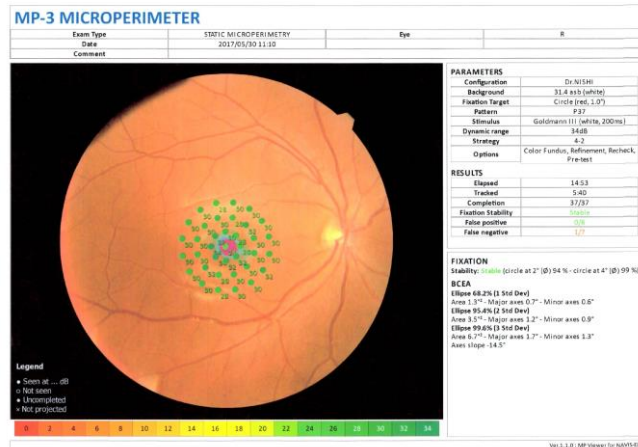 MP-3 MICROPERIMETER
Exam Type STATIC MICROPERIMETRY Eye R
Date 2017/05/30 11:10
Comment
PARAMETERS
Configuration Dr.NISHI
Background 31.4 asb (white)
Fixation Target Circle (red, 1.0°)
Pattern P37
Stimulus Goldmann III (white, 200ms)
Dynamic range 34dB
Strategy 4-2
Options Color Fundus, Refinement, Recheck, Pre-test
RESULTS
Elapsed 14:53
Tracked 5:40
Completion 37/37
Fixation Stability Stable
False positive
False negative 1/7
FIXATION
Stability: Stable (circle at 2° (Ø) 94 % - circle at 4° (Ø) 99 %)
BCEA
Ellipse 68.2% (1 Std Dev)
Area 1.3°² - Major axes 0.7° - Minor axes 0.6°
Ellipse 95.4% (2 Std Dev)
Area 3.5°² - Major axes 1.2° - Minor axes 0.9°
Ellipse 99.6% (3 Std Dev)
Area 6.7°² - Major axes 1.7° - Minor axes 1.3°
Axes slope -14.5°
Legend
Seen at ... dB
Not seen
Uncompleted
Not projected
0 2 4 6 8 10 12 14 16 18 20 22 24 26 28 30 32 34
MP Viewer for NAVIS-EX